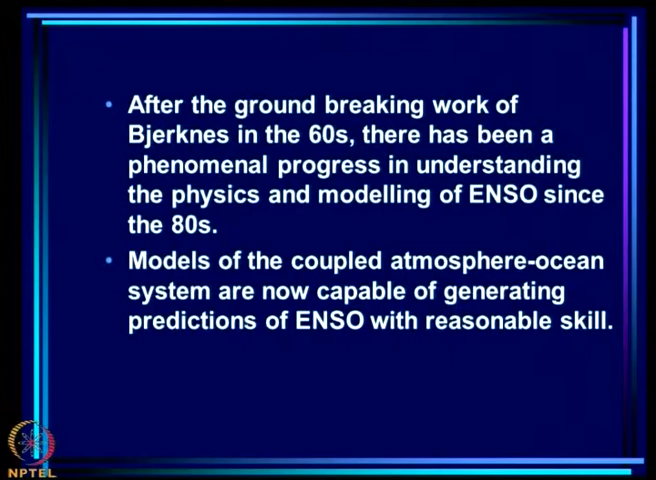 • After the ground breaking work of
Bjerknes in the 60s, there has been a
phenomenal progress in understanding
the physics and modelling of ENSO since
the 80s.
• Models of the coupled atmosphere-ocean
system are now capable of generating
predictions of ENSO with reasonable skill.
NPTEL